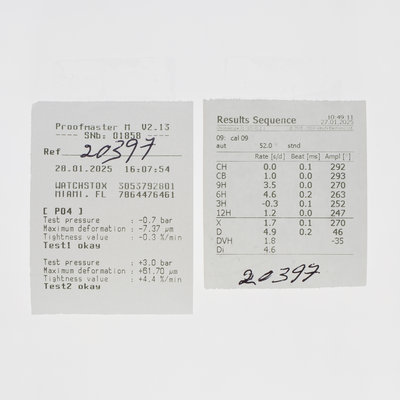 Proofmaster M V2.13
---- SNb: 01858 ----
Ref 20397
28.01.2025 16:07:54
WATCHSTOX 3053792601
MIAMI. FL 7864476461
[ P04 ]
Test pressure : -0.7 bar
Maximum deformation : -7.37 µm
Tightness value : -0.3 %/min
Test1 okay
Test pressure : +3.0 bar
Maximum deformation : +61.70 µm
Tightness value : +4.4 %/min
Test2 okay
Results Sequence 10:49:11
27.01.2025
09: cal 09
aut 52.0 ° stnd
Rate [s/d] Beat [ms] Ampl [°]
CH 0.0 0.1 292
CB 1.0 0.0 293
9H 3.5 0.0 270
6H 4.6 0.2 263
3H -0.3 0.1 252
12H 1.2 0.0 247
X 1.7 0.1 270
D 4.9 0.2 46
DVH 1.8 -35
Di 4.6
20397